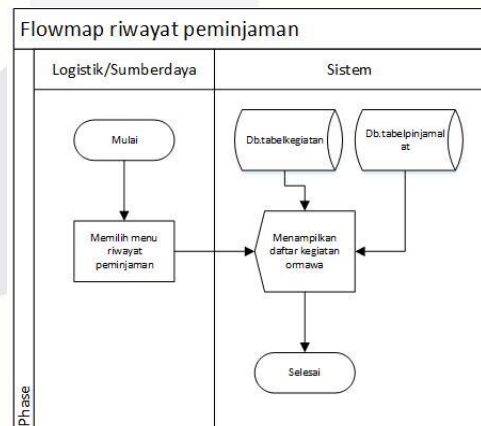 Flowmap riwayat peminjaman
Logistik/Sumberdaya
Sistem
Mulai
Db.tabelkegiatan
Db.tabelpinjamal
at
Memilih menu
riwayat
peminjaman
Menampilkan
daftar kegiatan
ormawa
Selesai
Phase